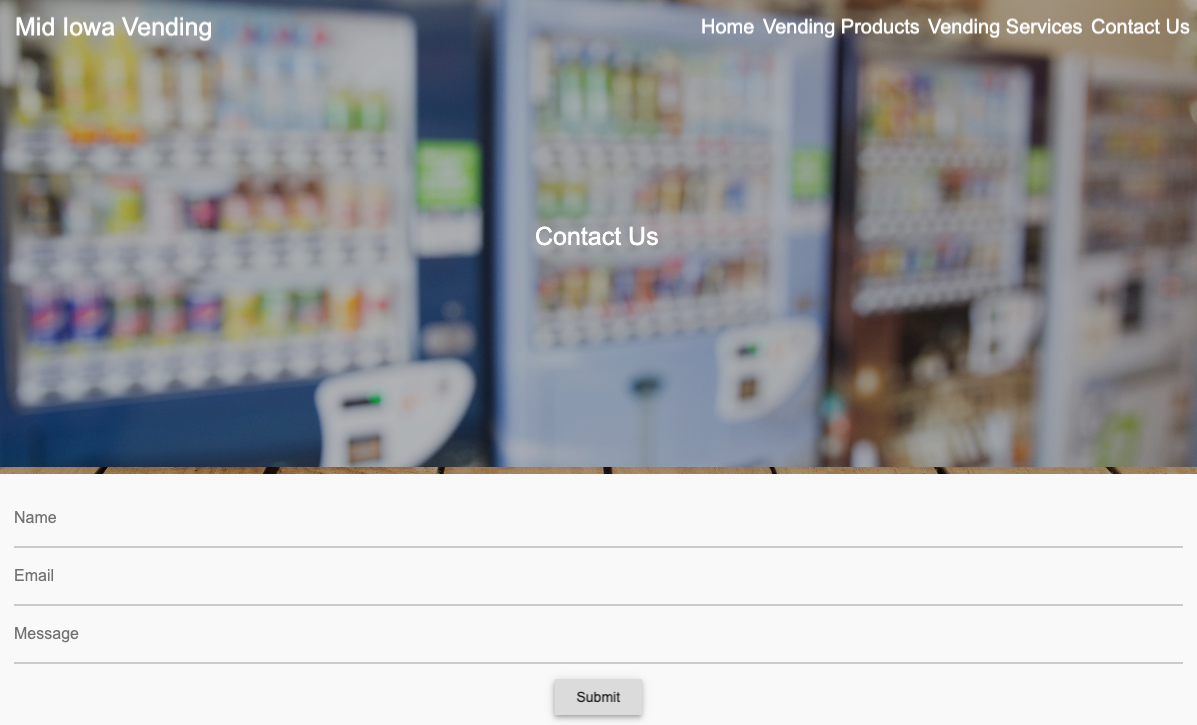 Mid Iowa Vending
Home Vending Products Vending Services Contact Us
Contact Us
Name
Email
Message
Submit